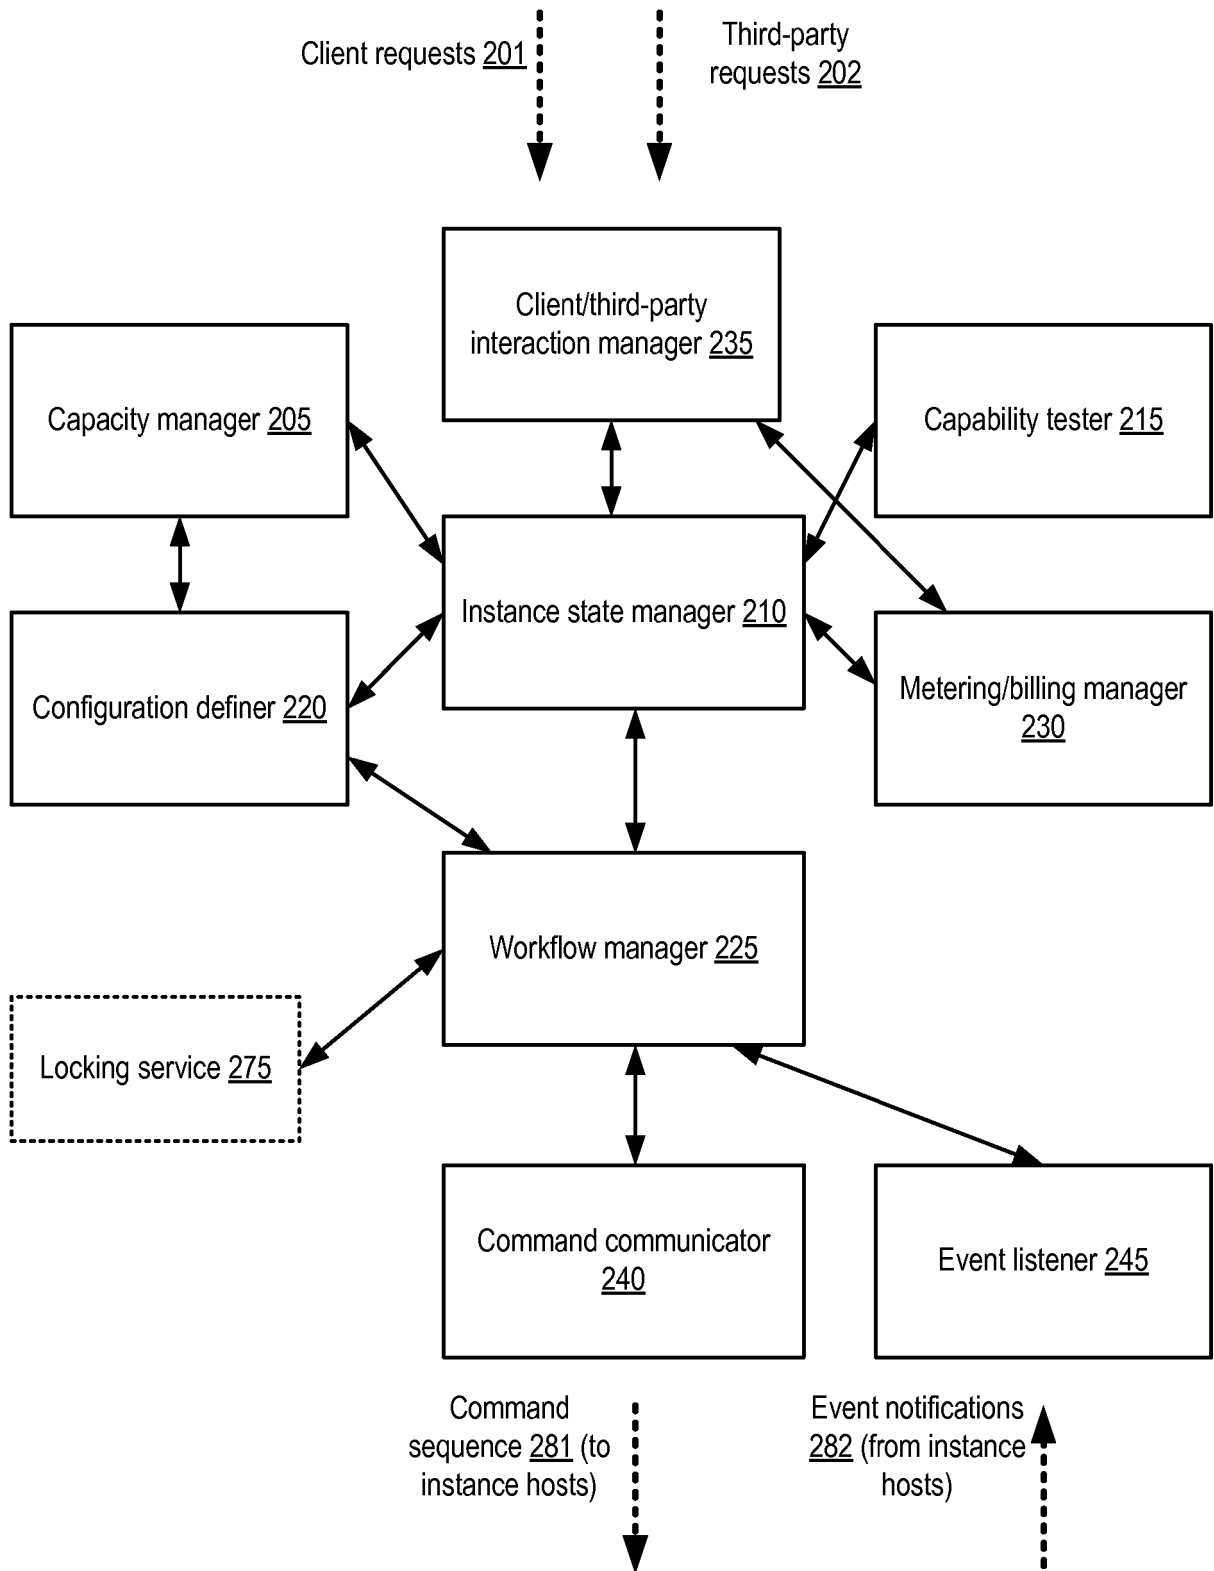 Client requests 201
Third-party
requests 202
Client/third-party
interaction manager 235
Capacity manager 205
Capability tester 215
Instance state manager 210
Configuration definer 220
Metering/billing manager
230
Workflow manager 225
Locking service 275
Command communicator
240
Event listener 245
Command
sequence 281 (to
instance hosts)
Event notifications
282 (from instance
hosts)